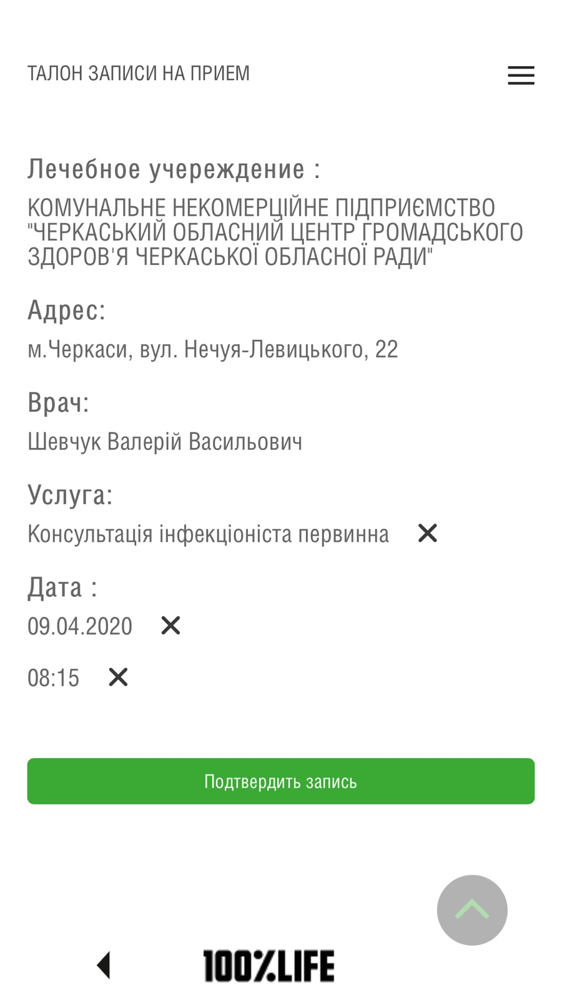 ТАЛОН ЗАПИСИ НА ПРИЕМ
Лечебное учереждение :
КОМУНАЛЬНЕ НЕКОМЕРЦІЙНЕ ПІДПРИЄМСТВО
"ЧЕРКАСЬКИЙ ОБЛАСНИЙ ЦЕНТР ГРОМАДСЬКОГО
ЗДОРОВ'Я ЧЕРКАСЬКОЇ ОБЛАСНОЇ РАДИ"
Адрес:
м.Черкаси, вул. Нечуя-Левицького, 22
Врач:
Шевчук Валерій Васильович
Услуга:
Консультація інфекціоніста первинна
Дата :
09.04.2020
08:15
Подтвердить запись
100%LIFE